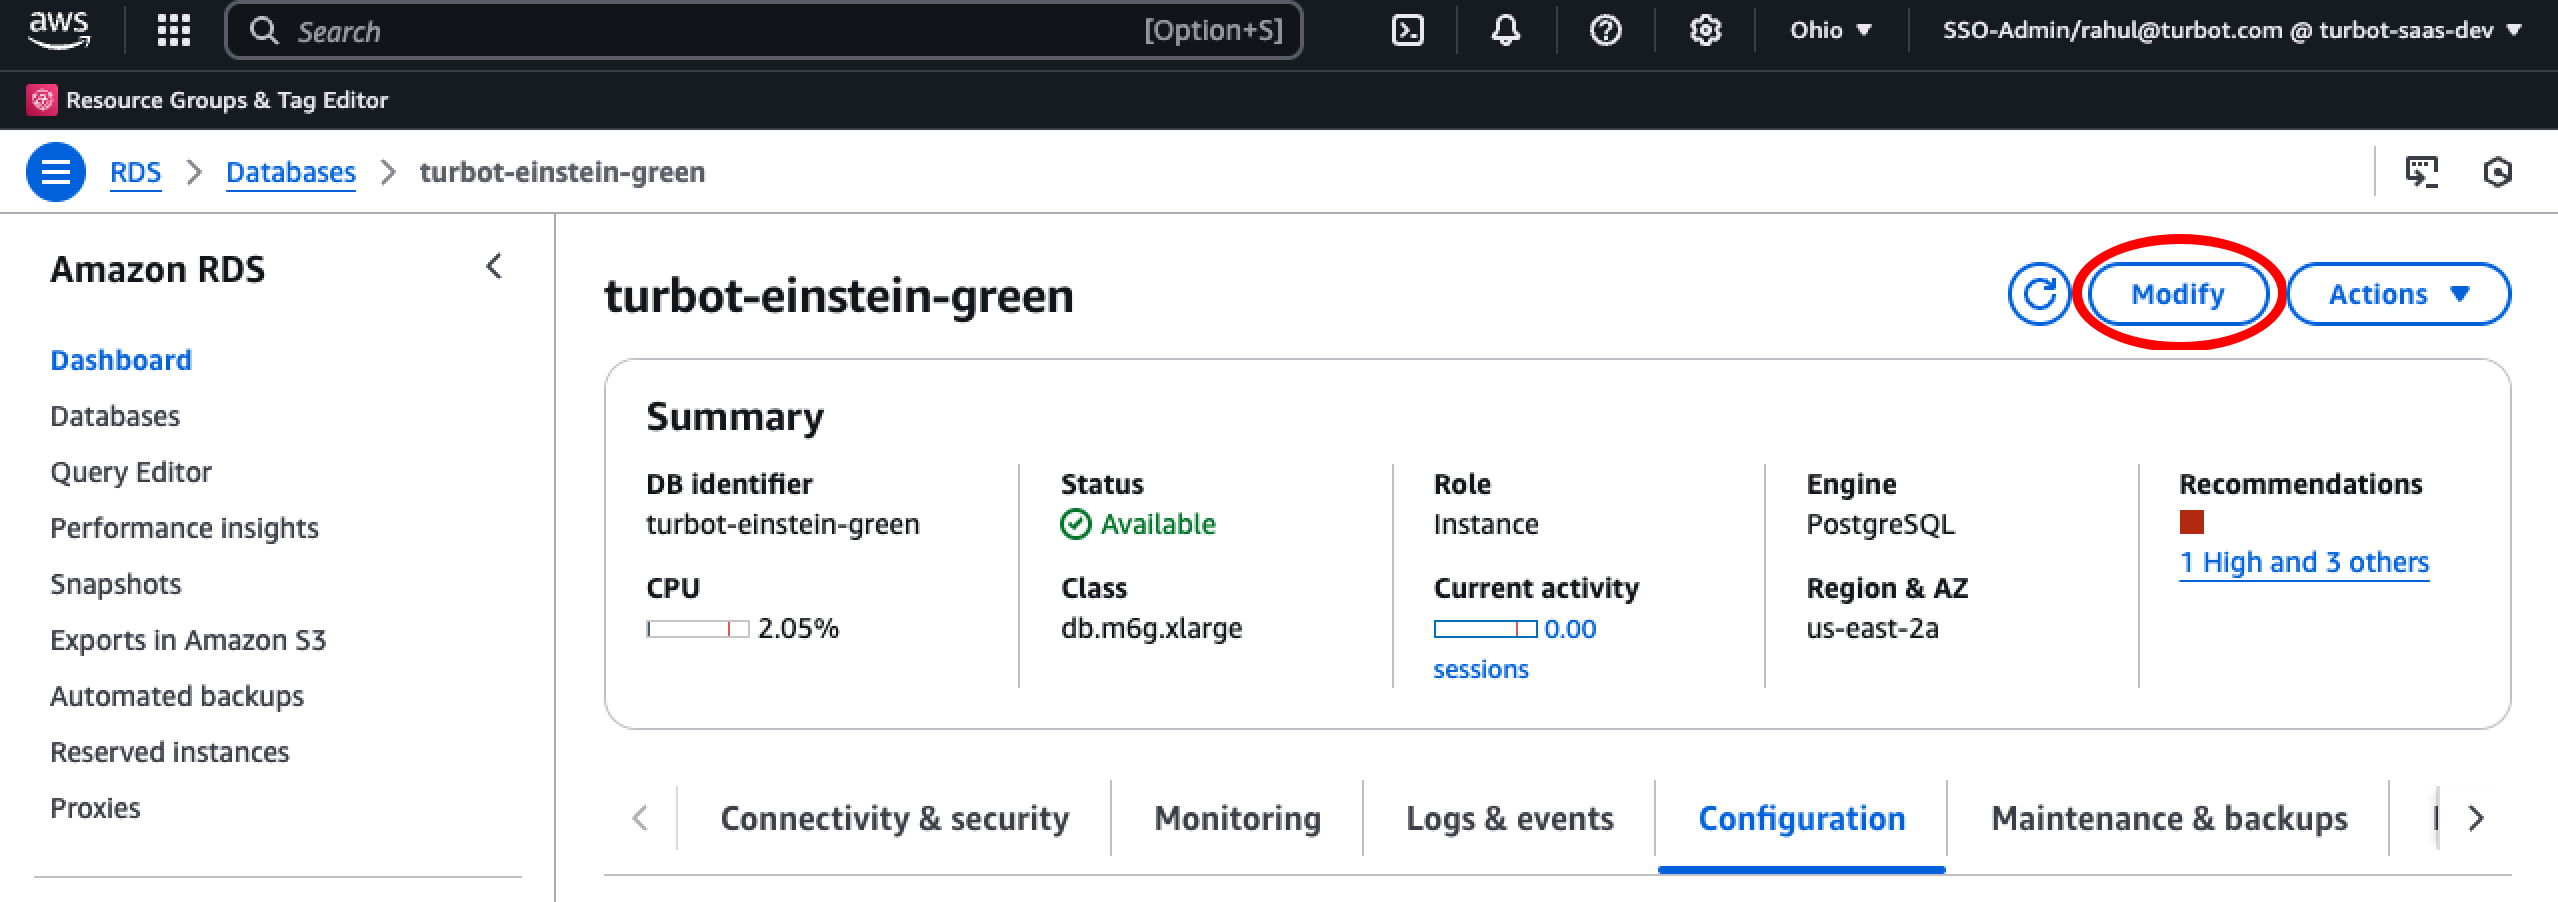 aws
Search [Option+S]
Ohio
SSO-Admin/rahul@turbot.com @ turbot-saas-dev
Resource Groups & Tag Editor
RDS
Databases
turbot-einstein-green
Amazon RDS
Dashboard
Databases
Query Editor
Performance insights
Snapshots
Exports in Amazon S3
Automated backups
Reserved instances
Proxies
turbot-einstein-green
Modify
Actions
Summary
DB identifier
turbot-einstein-green
CPU
2.05%
Status
Available
Class
db.m6g.xlarge
Role
Instance
Current activity
0.00
sessions
Engine
PostgreSQL
Region & AZ
us-east-2a
Recommendations
1 High and 3 others
Connectivity & security
Monitoring
Logs & events
Configuration
Maintenance & backups